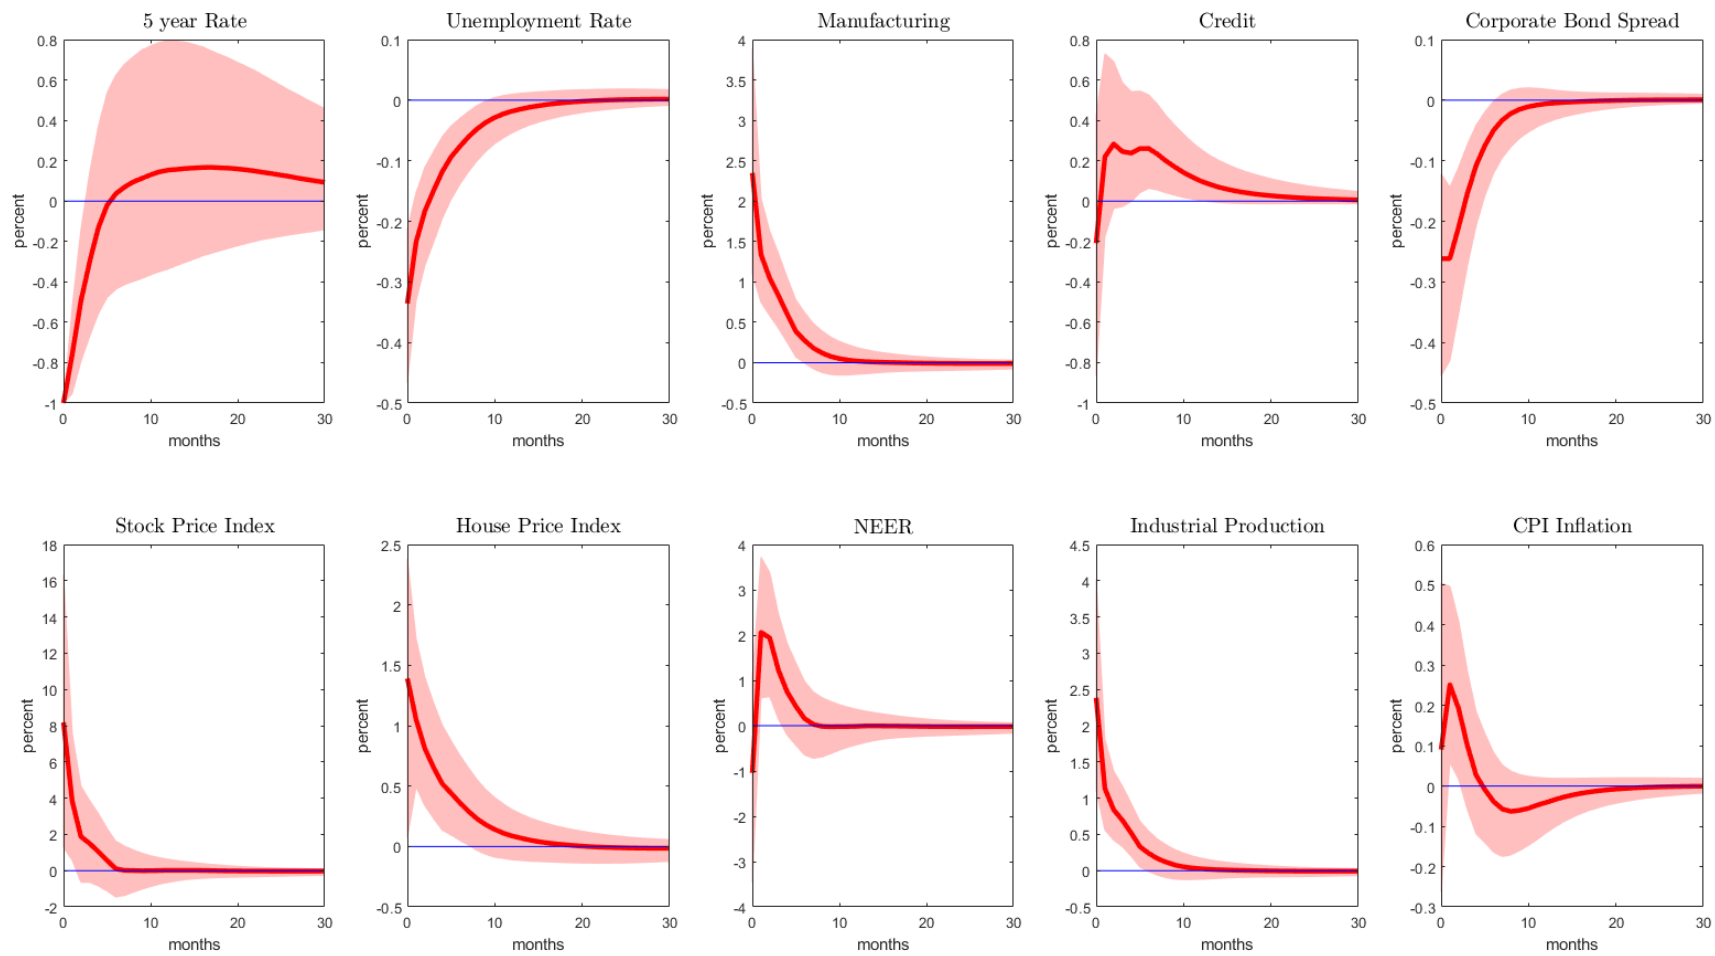 5 year Rate
0.8
0.6
0.4
0.2
0
-0.2
-0.4
-0.6
-0.8
-1
percent
0 10 20 30
months
Unemployment Rate
0.1
0
-0.1
-0.2
-0.3
-0.4
-0.5
percent
0 10 20 30
months
Manufacturing
4
3.5
3
2.5
2
1.5
1
0.5
0
-0.5
percent
0 10 20 30
months
Credit
0.8
0.6
0.4
0.2
0
-0.2
-0.4
-0.6
-0.8
-1
percent
0 10 20 30
months
Corporate Bond Spread
0.1
0
-0.1
-0.2
-0.3
-0.4
-0.5
percent
0 10 20 30
months
Stock Price Index
18
16
14
12
10
8
6
4
2
0
-2
percent
0 10 20 30
months
House Price Index
2.5
2
1.5
1
0.5
0
-0.5
percent
0 10 20 30
months
NEER
4
3
2
1
0
-1
-2
-3
-4
percent
0 10 20 30
months
Industrial Production
4.5
4
3.5
3
2.5
2
1.5
1
0.5
0
-0.5
percent
0 10 20 30
months
CPI Inflation
0.6
0.5
0.4
0.3
0.2
0.1
0
-0.1
-0.2
-0.3
percent
0 10 20 30
months